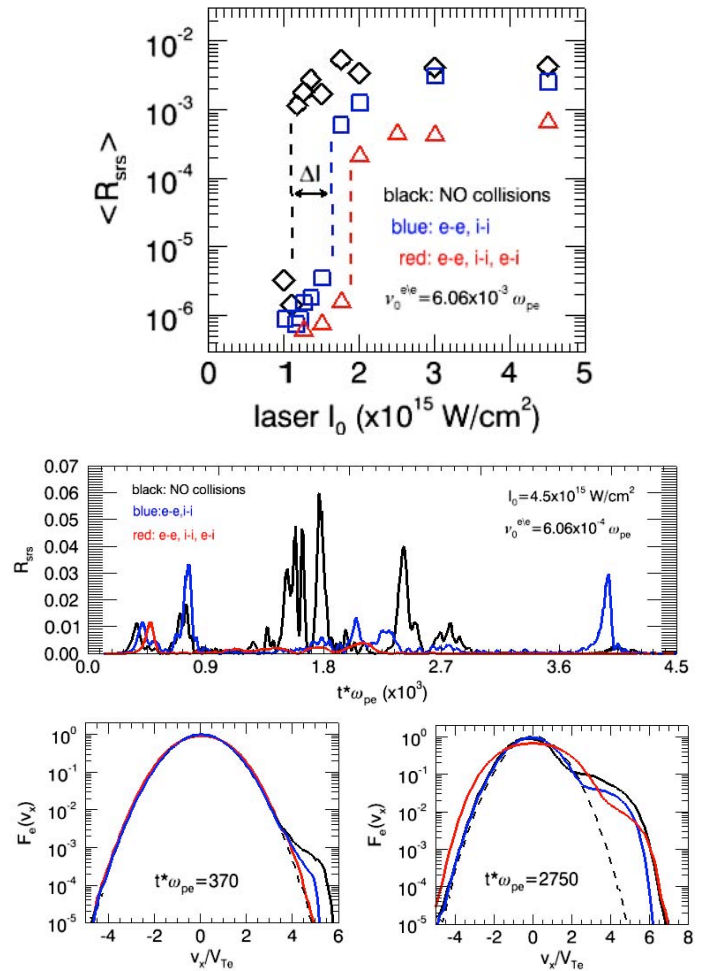 10⁻²
10⁻³
10⁻⁴
10⁻⁵
10⁻⁶
<R_srs>
ΔI
black: NO collisions
blue: e-e, i-i
red: e-e, i-i, e-i
ν₀^e\e=6.06x10⁻³ ω_pe
0 1 2 3 4 5
laser I₀ (x10¹⁵ W/cm²)
0.07
0.06
0.05
0.04
0.03
0.02
0.01
0.00
R_srs
black: NO collisions
blue:e-e,i-i
red: e-e, i-i, e-i
I₀=4.5x10¹⁵ W/cm²
ν₀^e\e=6.06x10⁻⁴ ω_pe
0.0 0.9 1.8 2.7 3.6 4.5
t*ω_pe (x10³)
10⁰
10⁻¹
10⁻²
10⁻³
10⁻⁴
10⁻⁵
F_e(v_x)
t*ω_pe=370
-4 -2 0 2 4 6
v_x/V_Te
10⁰
10⁻¹
10⁻²
10⁻³
10⁻⁴
10⁻⁵
F_e(v_x)
t*ω_pe=2750
-4 -2 0 2 4 6 8
v_x/V_Te